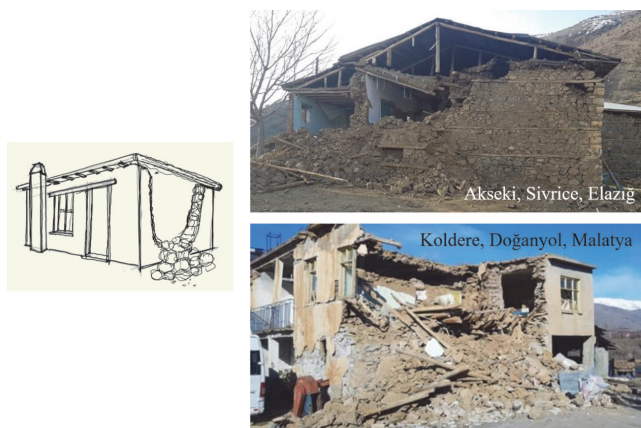 Akseki, Sivrice, Elazığ
Koldere, Doğanyol, Malatya